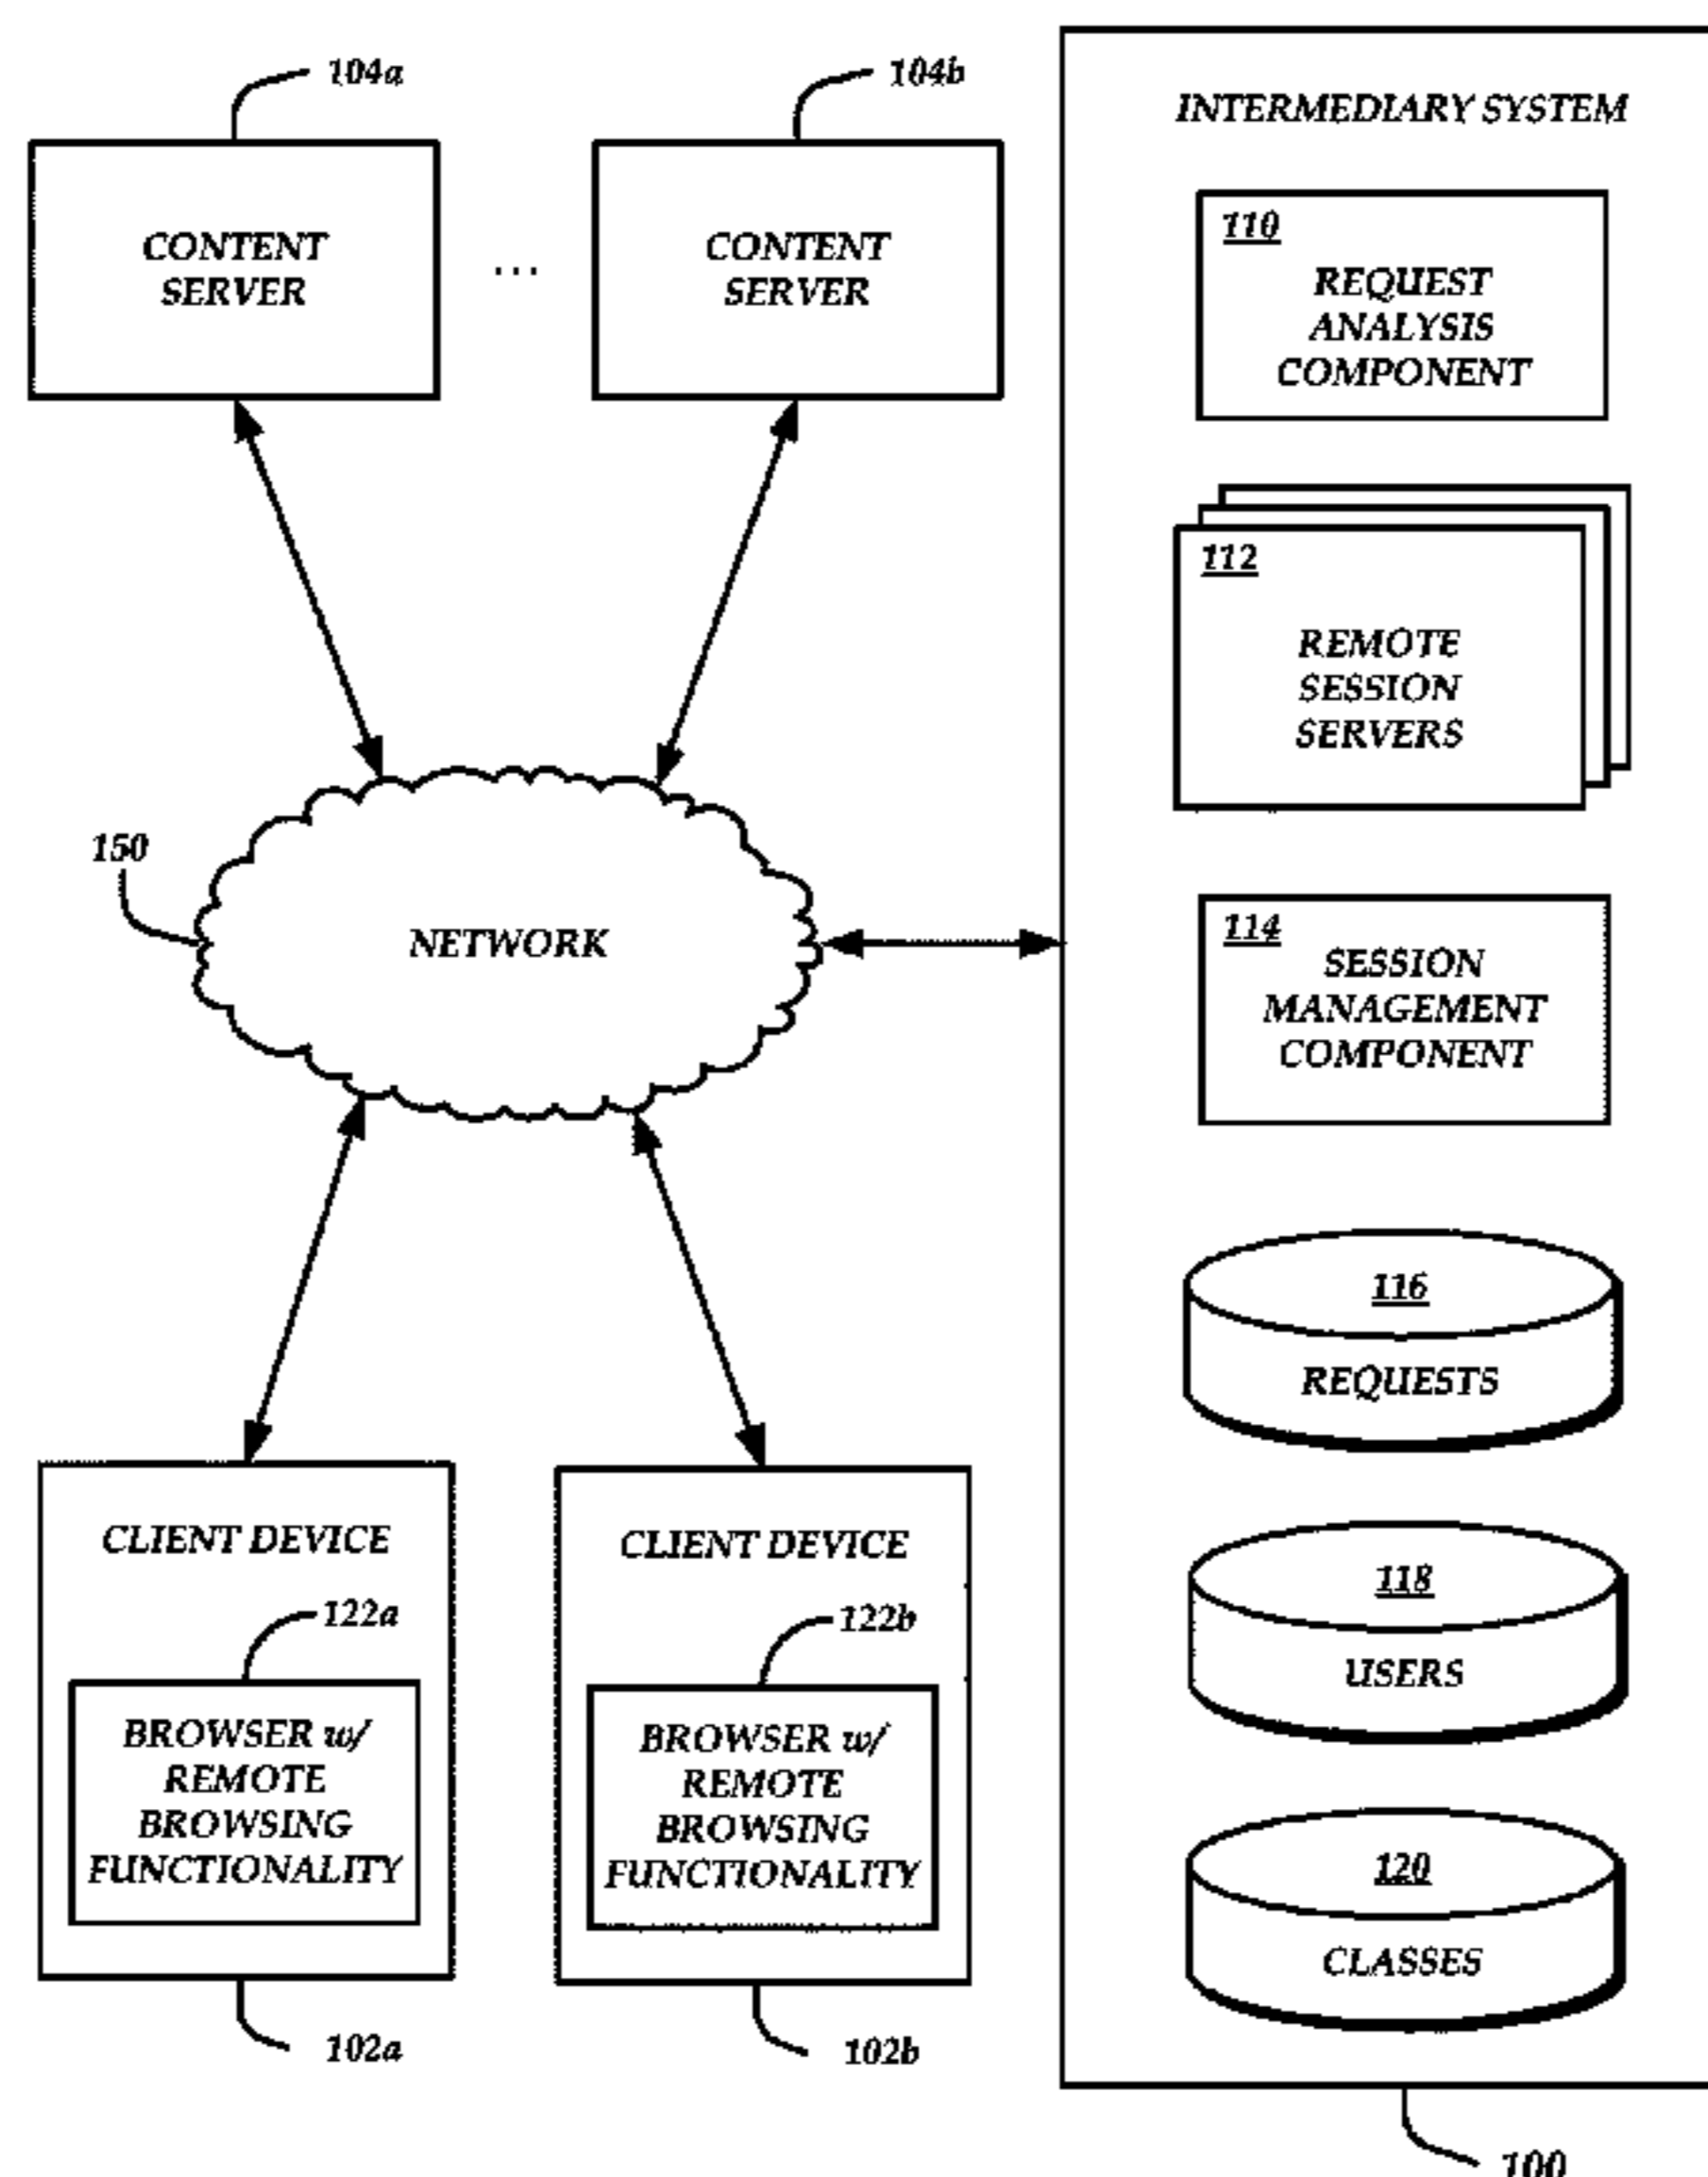 104a
104b
CONTENT
SERVER
...
CONTENT
SERVER
150
NETWORK
CLIENT DEVICE
122a
BROWSER w/
REMOTE
BROWSING
FUNCTIONALITY
102a
CLIENT DEVICE
122b
BROWSER w/
REMOTE
BROWSING
FUNCTIONALITY
102b
INTERMEDIARY SYSTEM
110
REQUEST
ANALYSIS
COMPONENT
112
REMOTE
SESSION
SERVERS
114
SESSION
MANAGEMENT
COMPONENT
116
REQUESTS
118
USERS
120
CLASSES
100